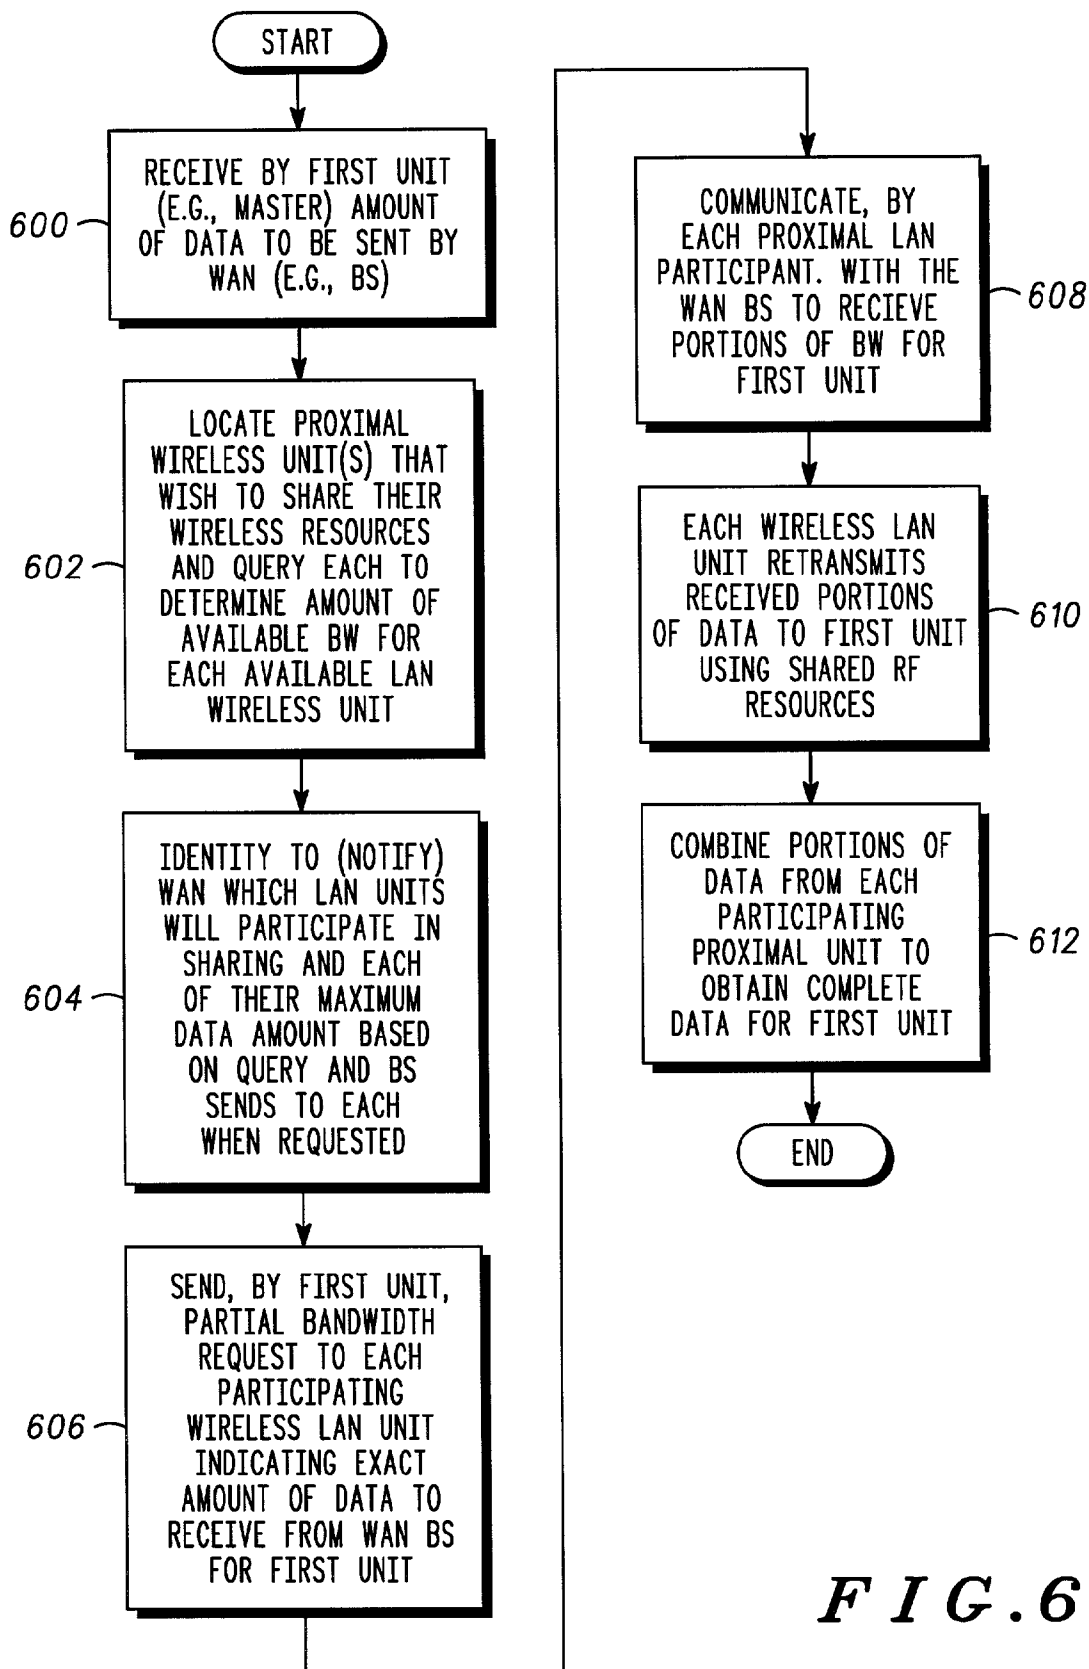 START
RECEIVE BY FIRST UNIT
(E.G., MASTER) AMOUNT
OF DATA TO BE SENT BY
WAN (E.G., BS)
600
LOCATE PROXIMAL
WIRELESS UNIT(S) THAT
WISH TO SHARE THEIR
WIRELESS RESOURCES
AND QUERY EACH TO
DETERMINE AMOUNT OF
AVAILABLE BW FOR
EACH AVAILABLE LAN
WIRELESS UNIT
602
IDENTITY TO (NOTIFY)
WAN WHICH LAN UNITS
WILL PARTICIPATE IN
SHARING AND EACH
OF THEIR MAXIMUM
DATA AMOUNT BASED
ON QUERY AND BS
SENDS TO EACH
WHEN REQUESTED
604
SEND, BY FIRST UNIT,
PARTIAL BANDWIDTH
REQUEST TO EACH
PARTICIPATING
WIRELESS LAN UNIT
INDICATING EXACT
AMOUNT OF DATA TO
RECEIVE FROM WAN BS
FOR FIRST UNIT
606
COMMUNICATE, BY
EACH PROXIMAL LAN
PARTICIPANT. WITH THE
WAN BS TO RECIEVE
PORTIONS OF BW FOR
FIRST UNIT
608
EACH WIRELESS LAN
UNIT RETRANSMITS
RECEIVED PORTIONS
OF DATA TO FIRST UNIT
USING SHARED RF
RESOURCES
610
COMBINE PORTIONS OF
DATA FROM EACH
PARTICIPATING
PROXIMAL UNIT TO
OBTAIN COMPLETE
DATA FOR FIRST UNIT
612
END
FIG.6